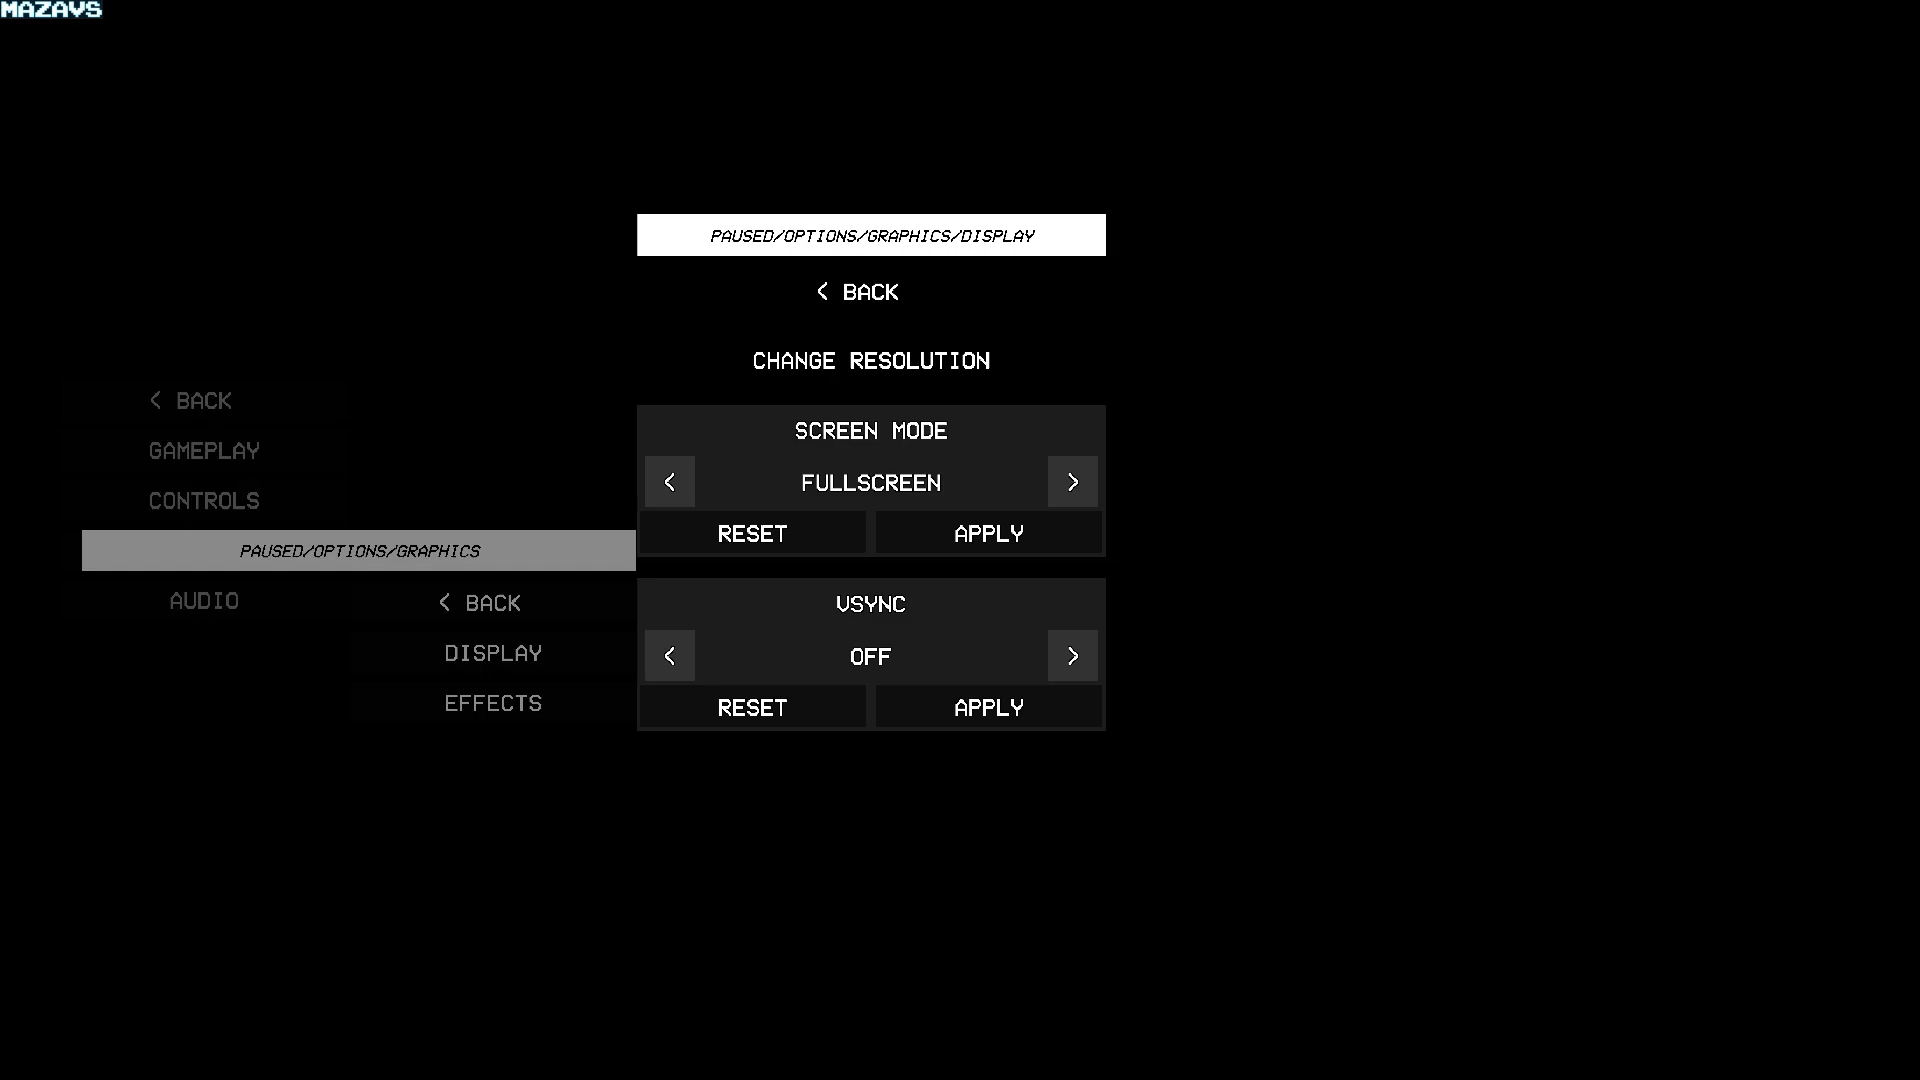 MAZAVS
PAUSED/OPTIONS/GRAPHICS/DISPLAY
< BACK
CHANGE RESOLUTION
SCREEN MODE
< FULLSCREEN >
RESET APPLY
VSYNC
< OFF >
RESET APPLY
< BACK
GAMEPLAY
CONTROLS
PAUSED/OPTIONS/GRAPHICS
AUDIO
< BACK
DISPLAY
EFFECTS